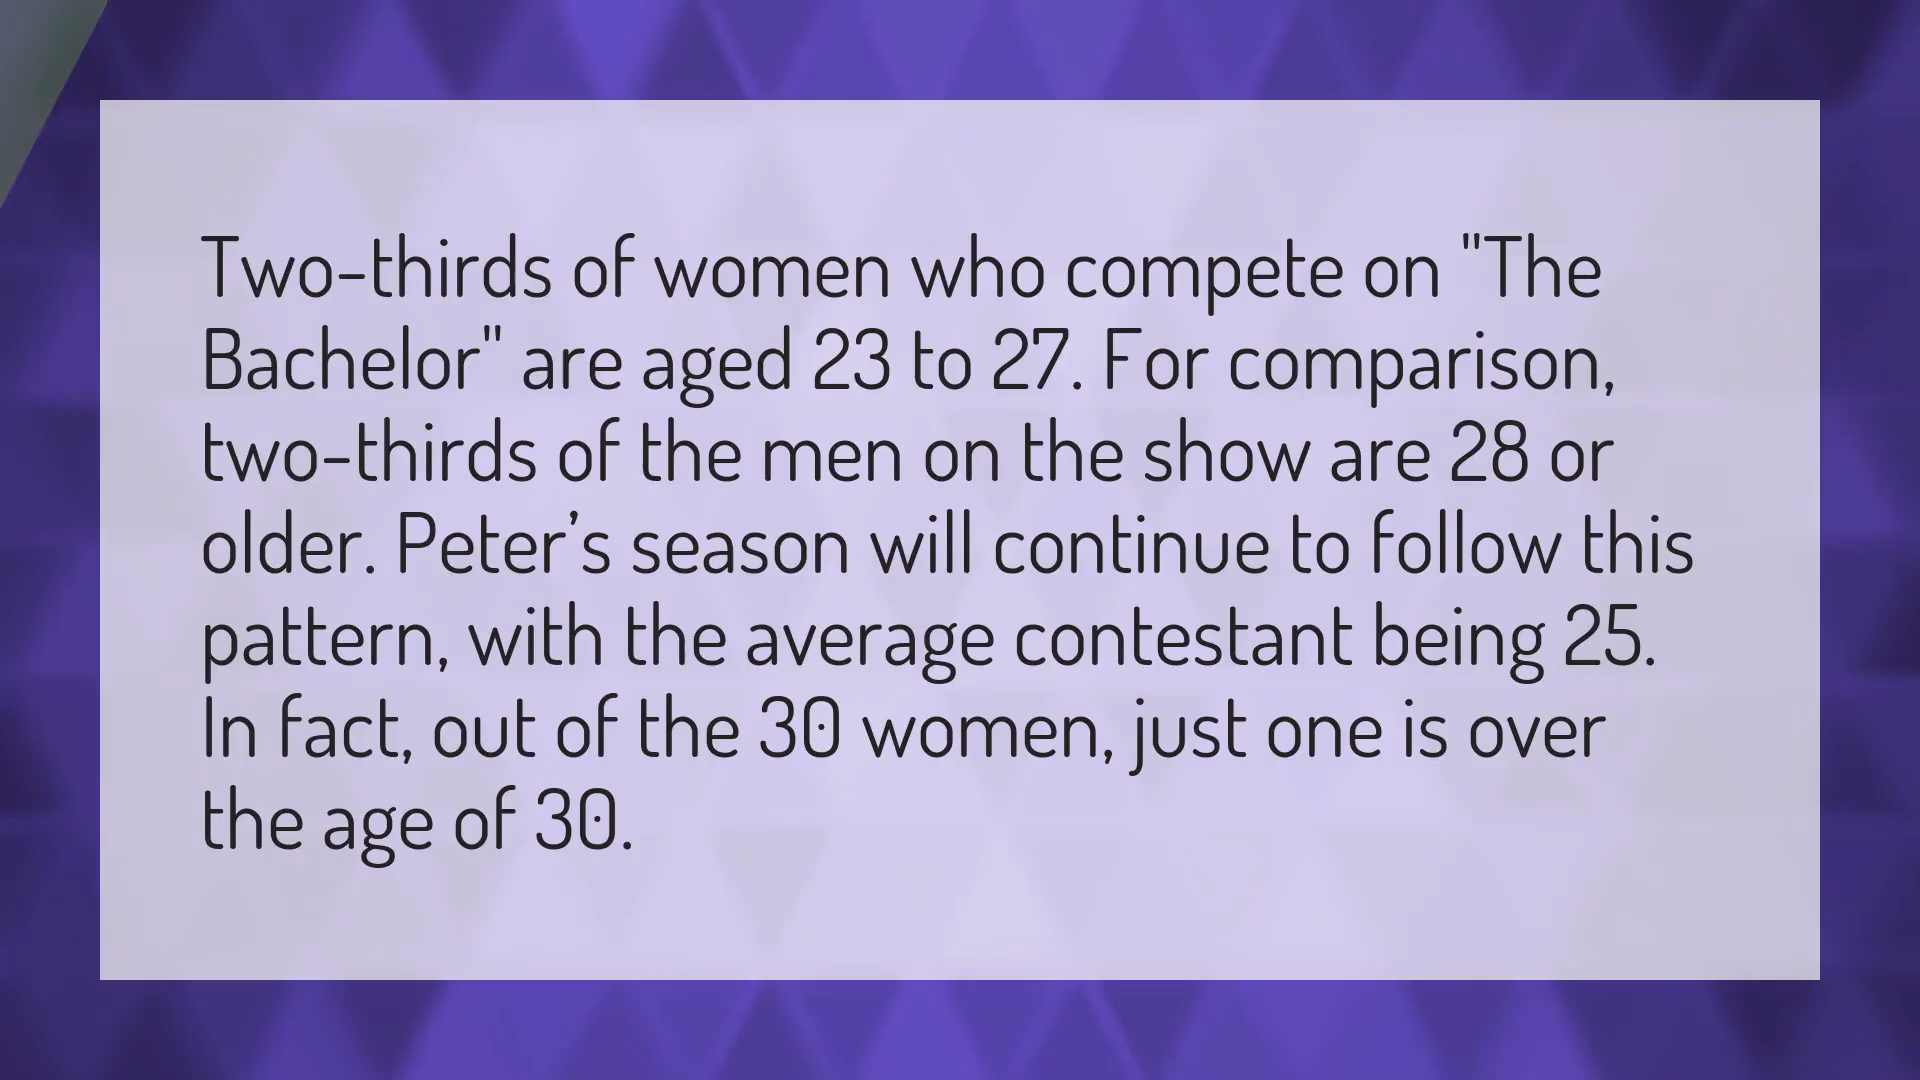 Two-thirds of women who compete on "The
Bachelor" are aged 23 to 27. For comparison,
two-thirds of the men on the show are 28 or
older. Peter’s season will continue to follow this
pattern, with the average contestant being 25.
In fact, out of the 30 women, just one is over
the age of 30.